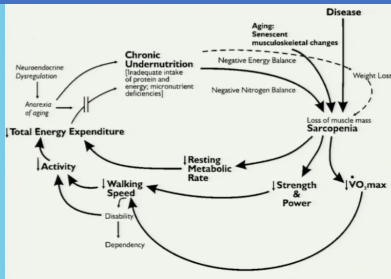 Disease
Aging:
Senescent
musculoskeletal changes
Chronic
Undernutrition
[Inadequate intake
of protein and
energy; micronutrient
deficiencies]
Neuroendocrine
Dysregulation
Anorexia
of aging
Negative Energy Balance
Weight Loss
Negative Nitrogen Balance
Loss of muscle mass
Sarcopenia
↓Total Energy Expenditure
↓Resting
Metabolic
Rate
↓Activity
↓Walking
Speed
↓Strength
&
Power
↓V̇O₂max
Disability
Dependency